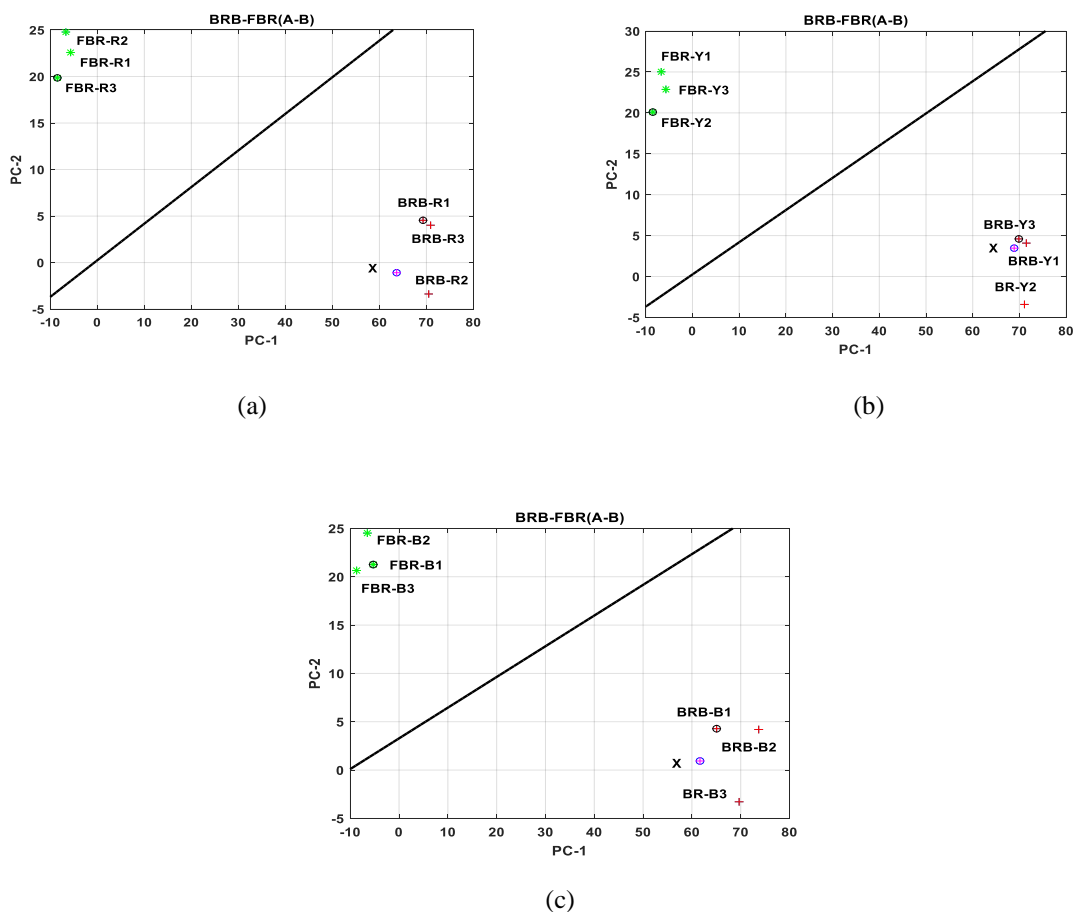 BRB-FBR(A-B)
25
20
15
10
5
0
-5
PC-2
FBR-R2
FBR-R1
FBR-R3
BRB-R1
BRB-R3
X
BRB-R2
-10 0 10 20 30 40 50 60 70 80
PC-1
(a)
BRB-FBR(A-B)
30
25
20
15
10
5
0
-5
PC-2
FBR-Y1
FBR-Y3
FBR-Y2
BRB-Y3
X
BRB-Y1
BR-Y2
-10 0 10 20 30 40 50 60 70 80
PC-1
(b)
BRB-FBR(A-B)
25
20
15
10
5
0
-5
PC-2
FBR-B2
FBR-B1
FBR-B3
BRB-B1
BRB-B2
X
BR-B3
-10 0 10 20 30 40 50 60 70 80
PC-1
(c)